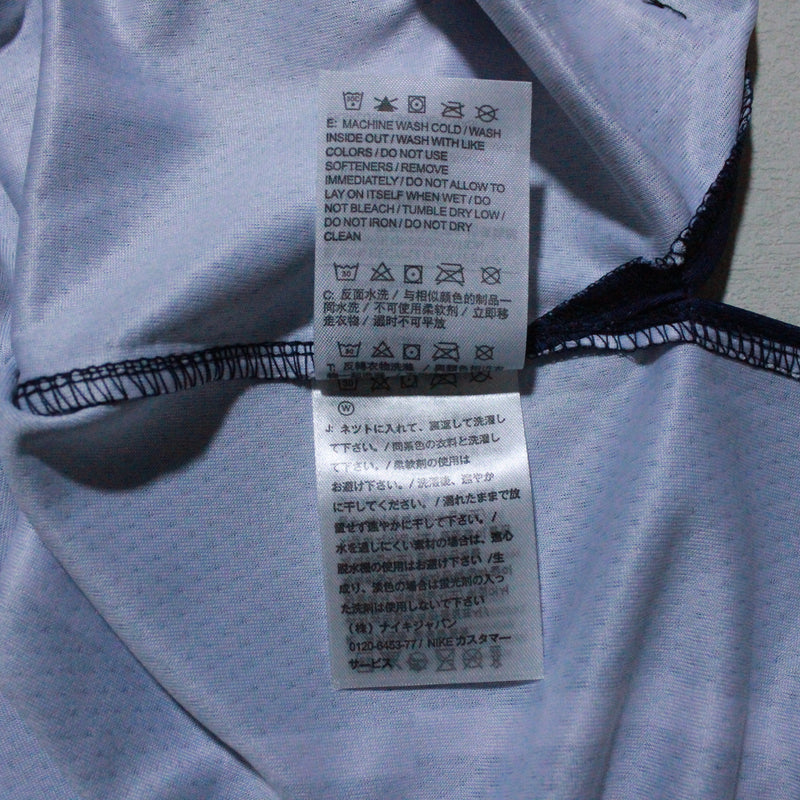 E: MACHINE WASH COLD / WASH
INSIDE OUT / WASH WITH LIKE
COLORS / DO NOT USE
SOFTENERS / REMOVE
IMMEDIATELY / DO NOT ALLOW TO
LAY ON ITSELF WHEN WET / DO
NOT BLEACH / TUMBLE DRY LOW /
DO NOT IRON / DO NOT DRY
CLEAN
30
C: 反面水洗 / 与相似颜色的制品一
同水洗 / 不可使用柔软剂 / 立即移
走衣物 / 湿时不可平放
30
T: 反轉衣物洗滌 /
30
W
J: ネットに入れて、裏返して洗濯し
て下さい。/ 同系色の衣料と洗濯し
て下さい。/ 柔軟剤の使用は
お避け下さい。/ 洗濯後、速やか
に干してください。/ 濡れたままで放
置せず速やかに干して下さい。/
水を通しにくい素材の場合は、遠心
脱水機の使用はお避け下さい / 生
成り、淡色の場合は蛍光剤の入っ
た洗剤は使用しないで下さい
(株) ナイキジャパン
0120-6453-77 / NIKE カスタマー
サービス